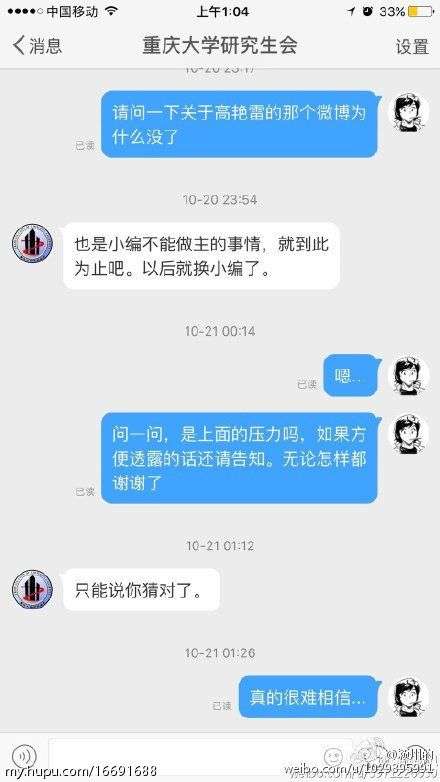 中国移动
上午1:04
33%
消息
重庆大学研究生会
设置
10-20 23:17
请问一下关于高艳雷的那个微博为
什么没了
已读
10-20 23:54
也是小编不能做主的事情，就到此
为止吧。以后就换小编了。
10-21 00:14
嗯...
已读
问一问，是上面的压力吗，如果方
便透露的话还请告知。无论怎样都
谢谢了
已读
10-21 01:12
只能说你猜对了。
10-21 01:26
真的很难相信...
已读
my.hupu.com/16691688